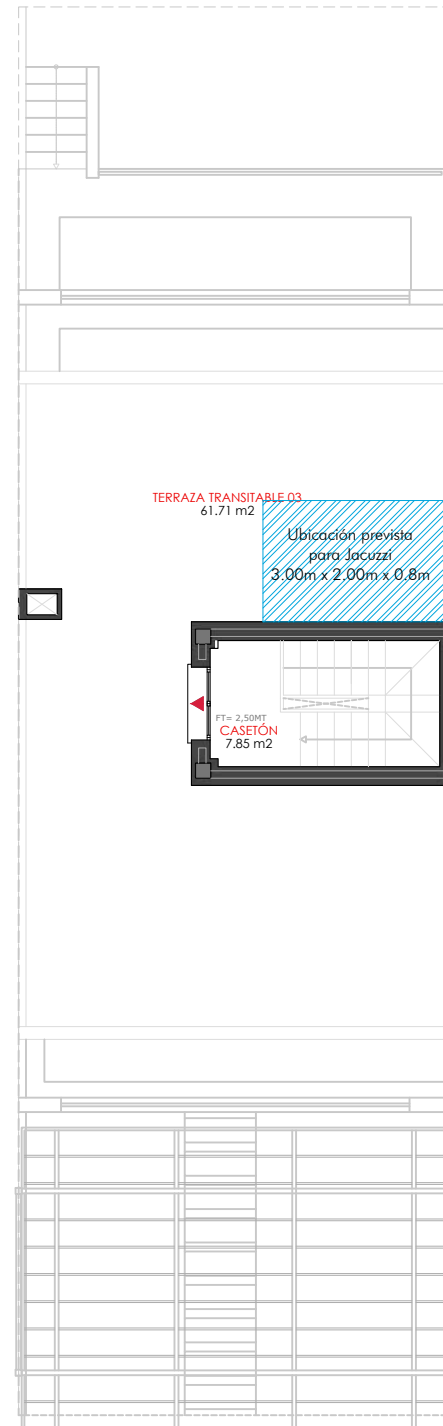 TERRAZA TRANSITABLE 03
61.71 m2
Ubicación prevista
para Jacuzzi
3.00m x 2.00m x 0.8m
FT= 2,50MT
CASETÓN
7.85 m2